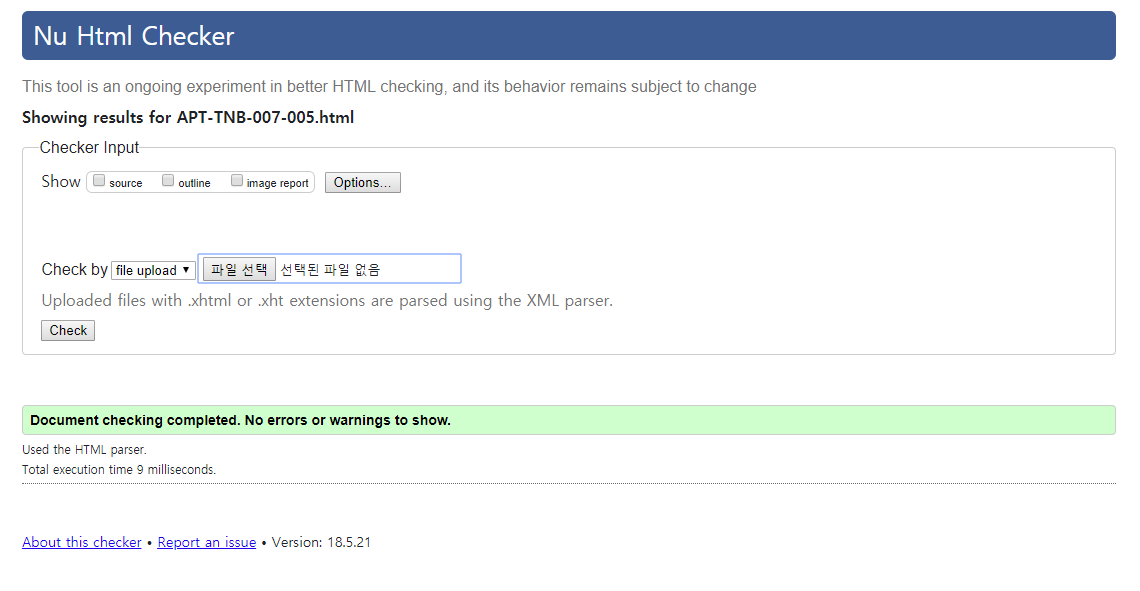 Nu Html Checker
This tool is an ongoing experiment in better HTML checking, and its behavior remains subject to change
Showing results for APT-TNB-007-005.html
Checker Input
Show source outline image report Options...
Check by file upload 파일 선택 선택된 파일 없음
Uploaded files with .xhtml or .xht extensions are parsed using the XML parser.
Check
Document checking completed. No errors or warnings to show.
Used the HTML parser.
Total execution time 9 milliseconds.
About this checker • Report an issue • Version: 18.5.21